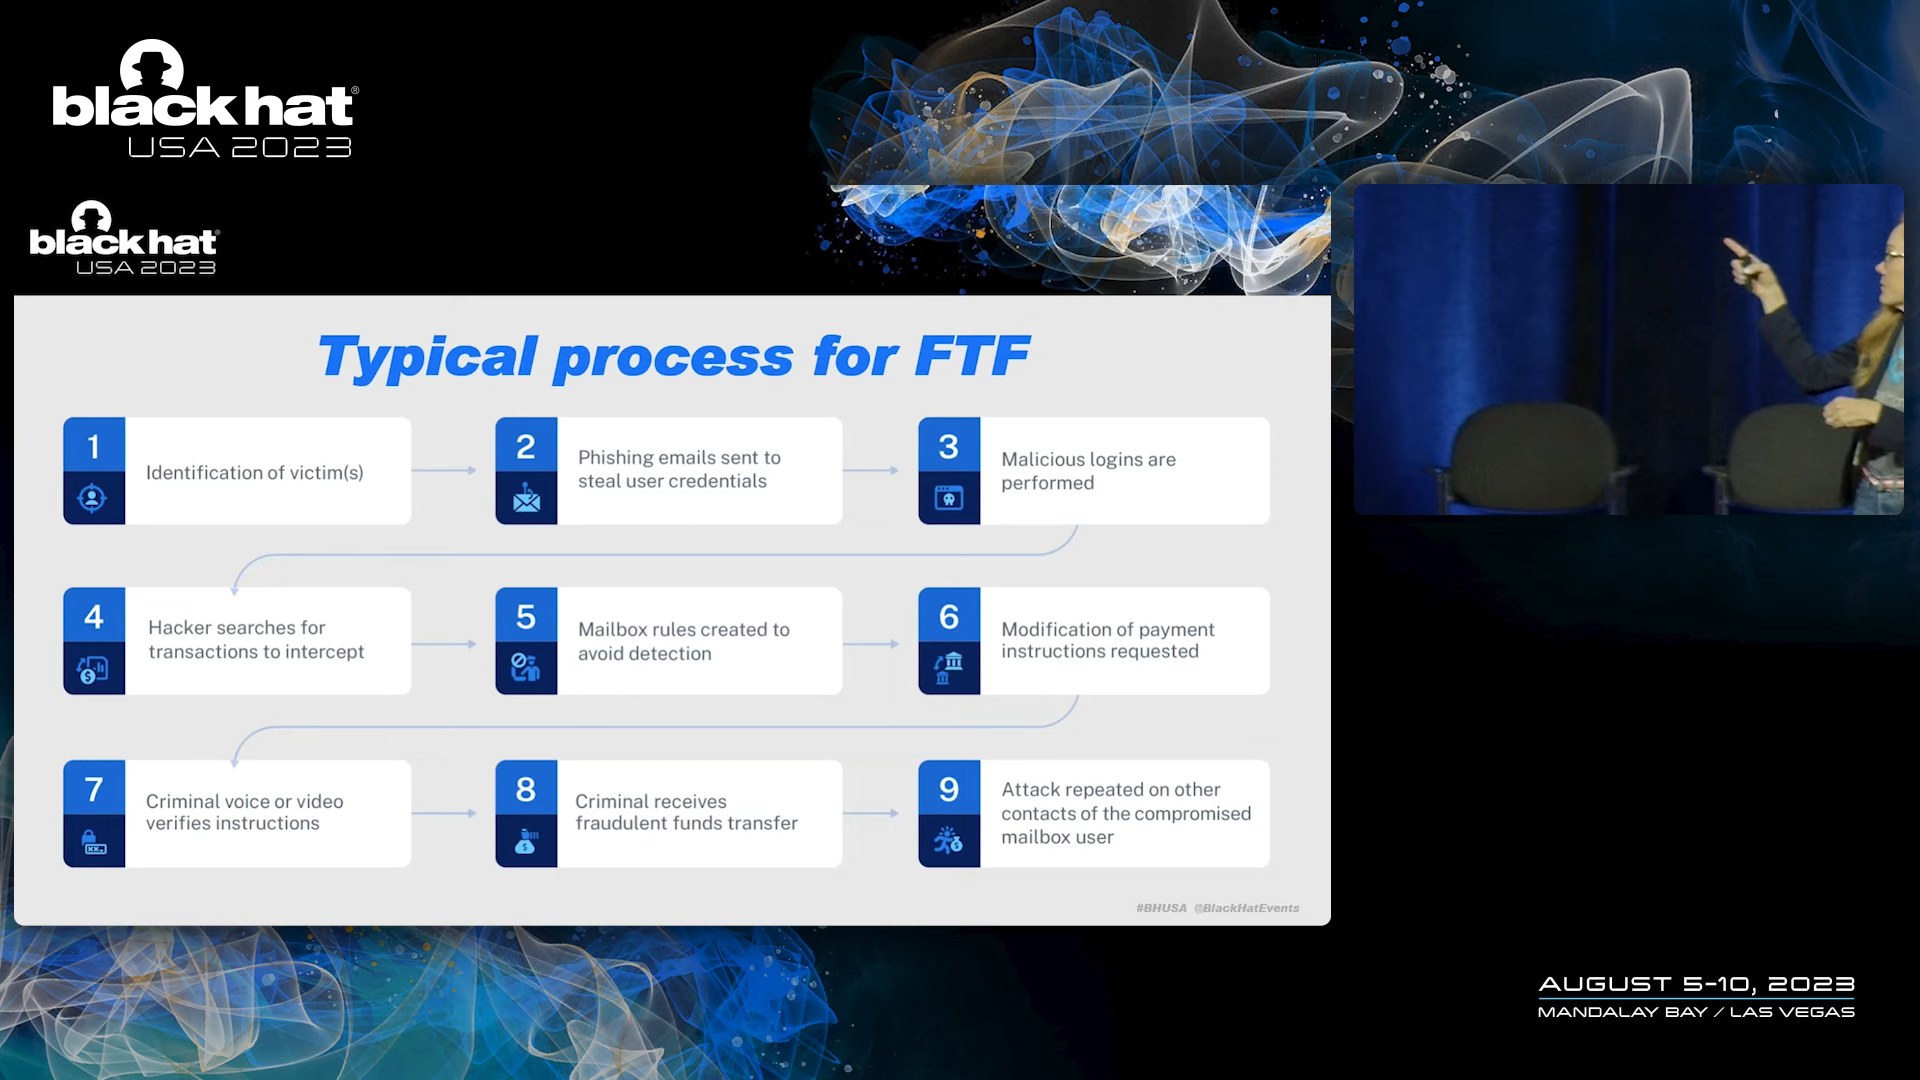 black hat®
USA 2023
black hat
USA 2023
Typical process for FTF
1
Identification of victim(s)
2
Phishing emails sent to
steal user credentials
3
Malicious logins are
performed
4
Hacker searches for
transactions to intercept
5
Mailbox rules created to
avoid detection
6
Modification of payment
instructions requested
7
Criminal voice or video
verifies instructions
8
Criminal receives
fraudulent funds transfer
9
Attack repeated on other
contacts of the compromised
mailbox user
#BHUSA @BlackHatEvents
AUGUST 5-10, 2023
MANDALAY BAY / LAS VEGAS